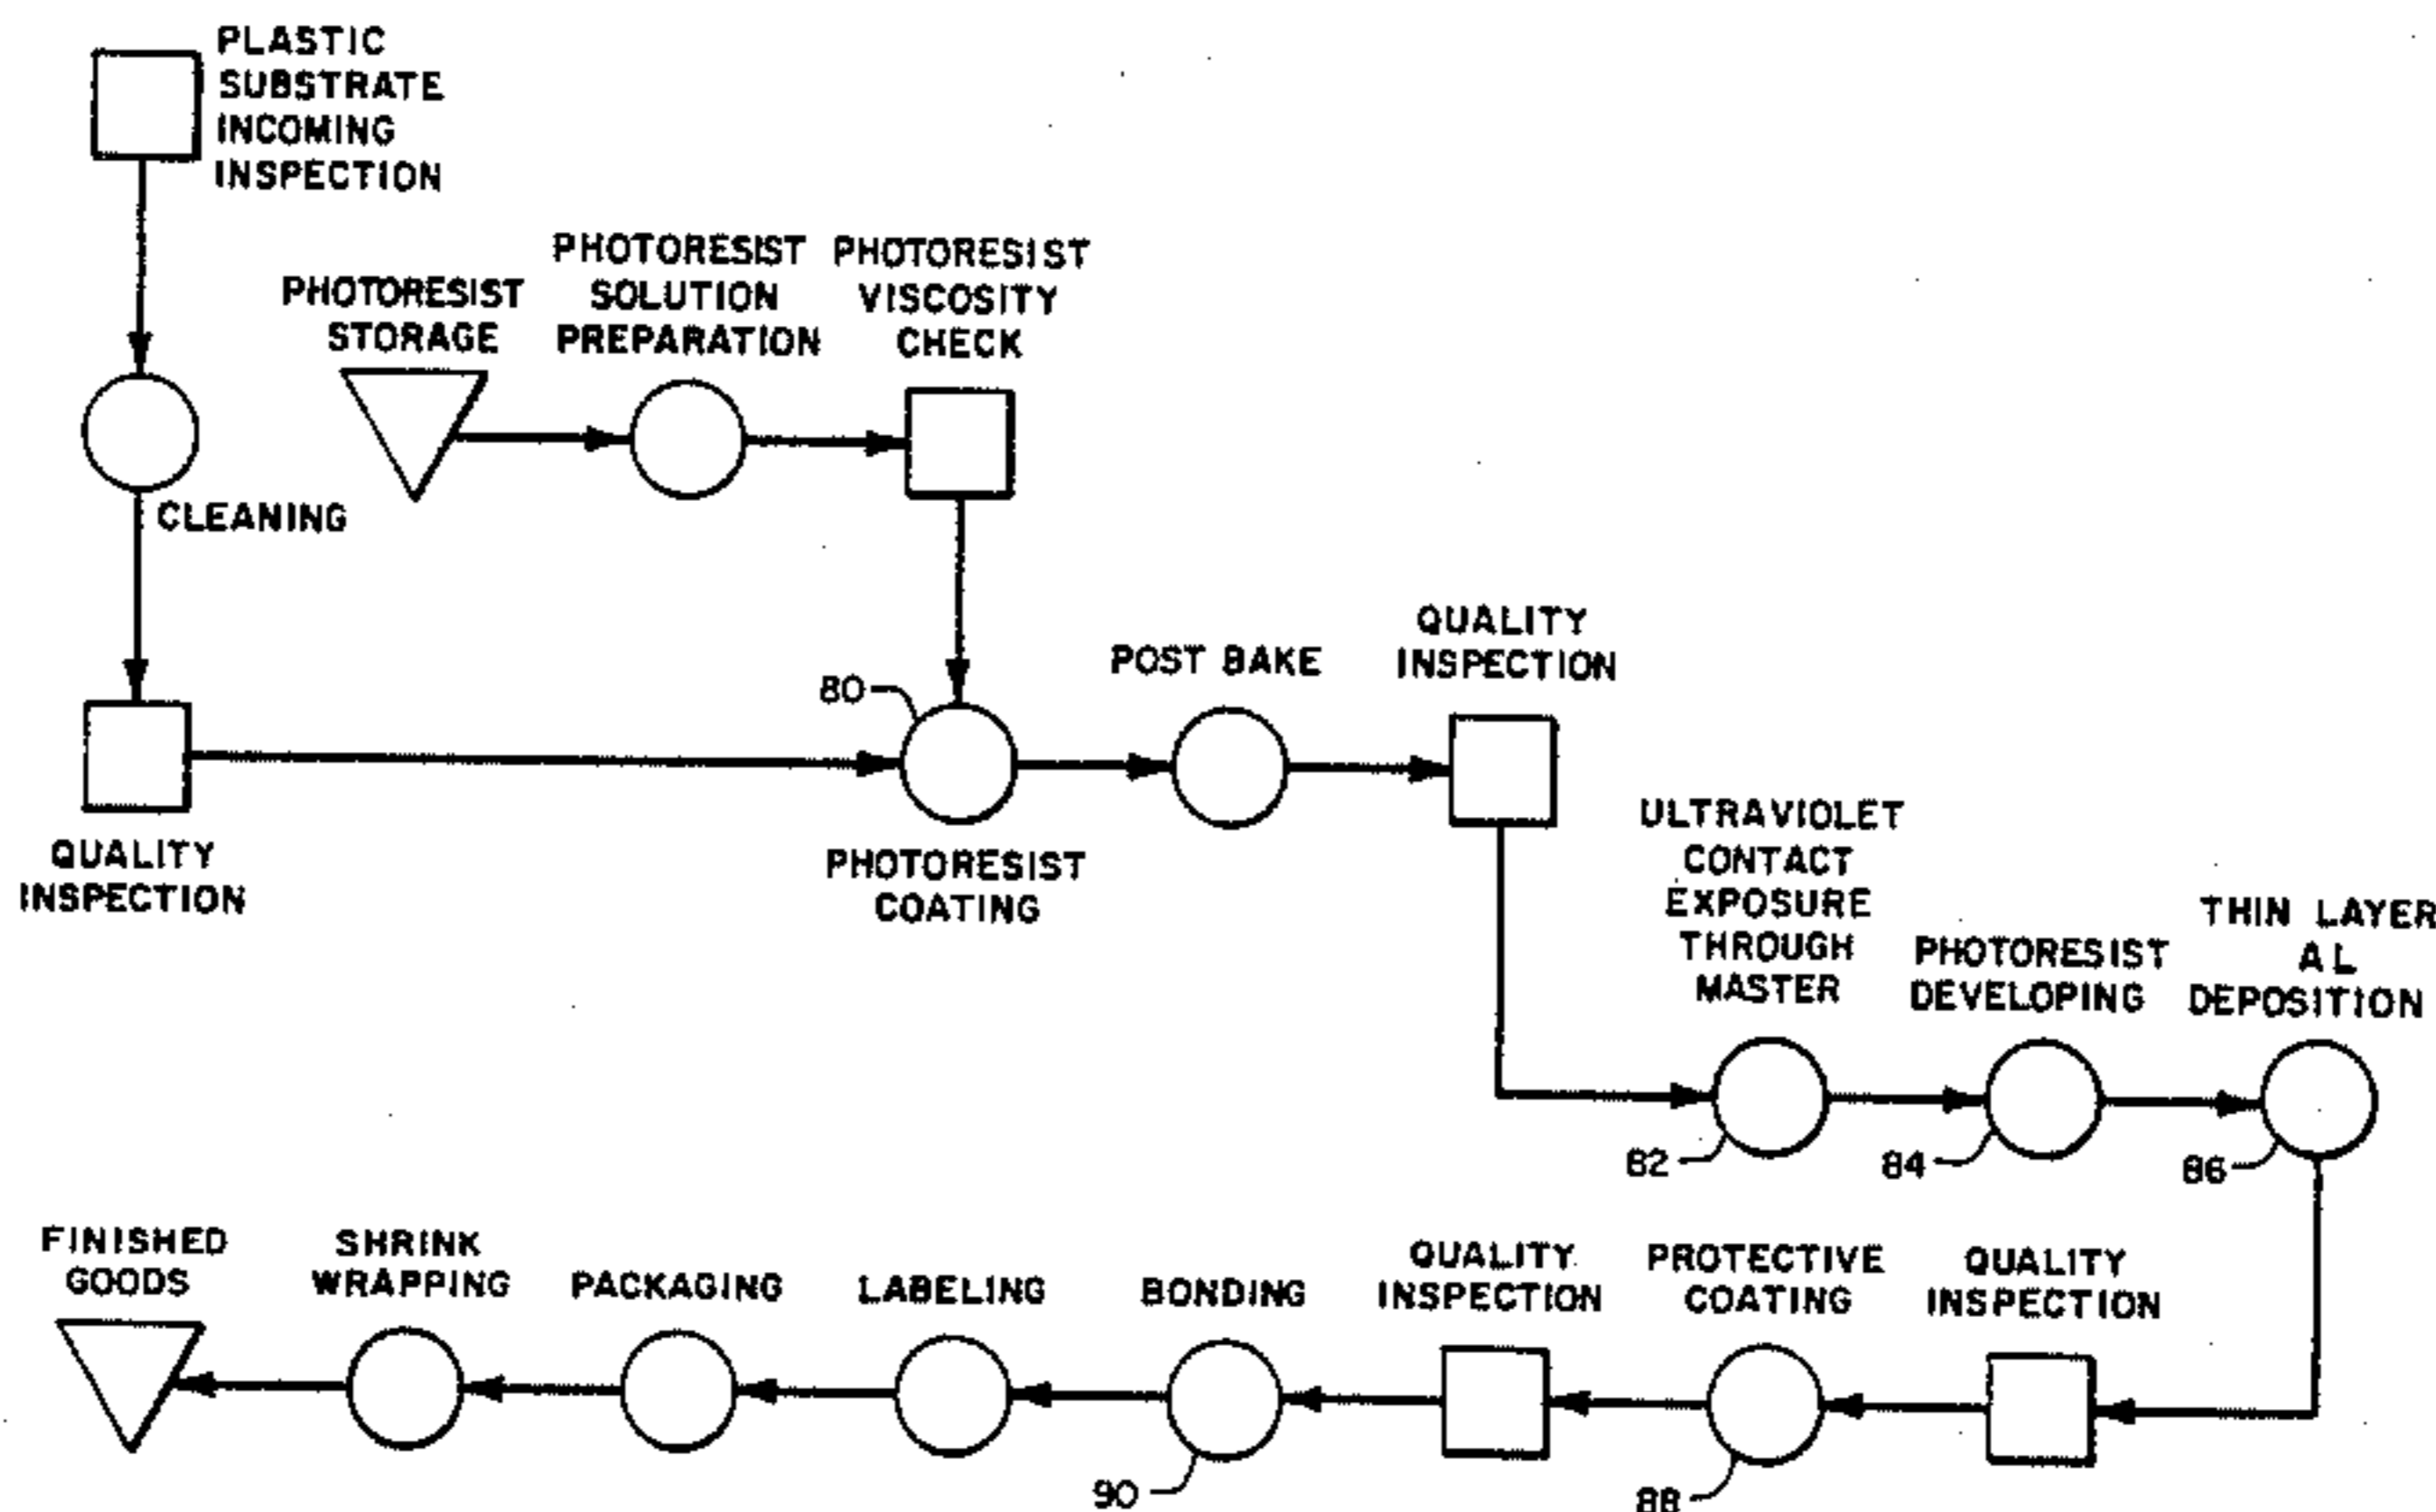 PLASTIC
SUBSTRATE
INCOMING
INSPECTION
PHOTORESIST
STORAGE
PHOTORESIST
SOLUTION
PREPARATION
PHOTORESIST
VISCOSITY
CHECK
CLEANING
QUALITY
INSPECTION
80
PHOTORESIST
COATING
POST BAKE
QUALITY
INSPECTION
ULTRAVIOLET
CONTACT
EXPOSURE
THROUGH
MASTER
82
PHOTORESIST
DEVELOPING
84
THIN LAYER
AL
DEPOSITION
86
QUALITY
INSPECTION
PROTECTIVE
COATING
88
QUALITY
INSPECTION
BONDING
90
LABELING
PACKAGING
SHRINK
WRAPPING
FINISHED
GOODS